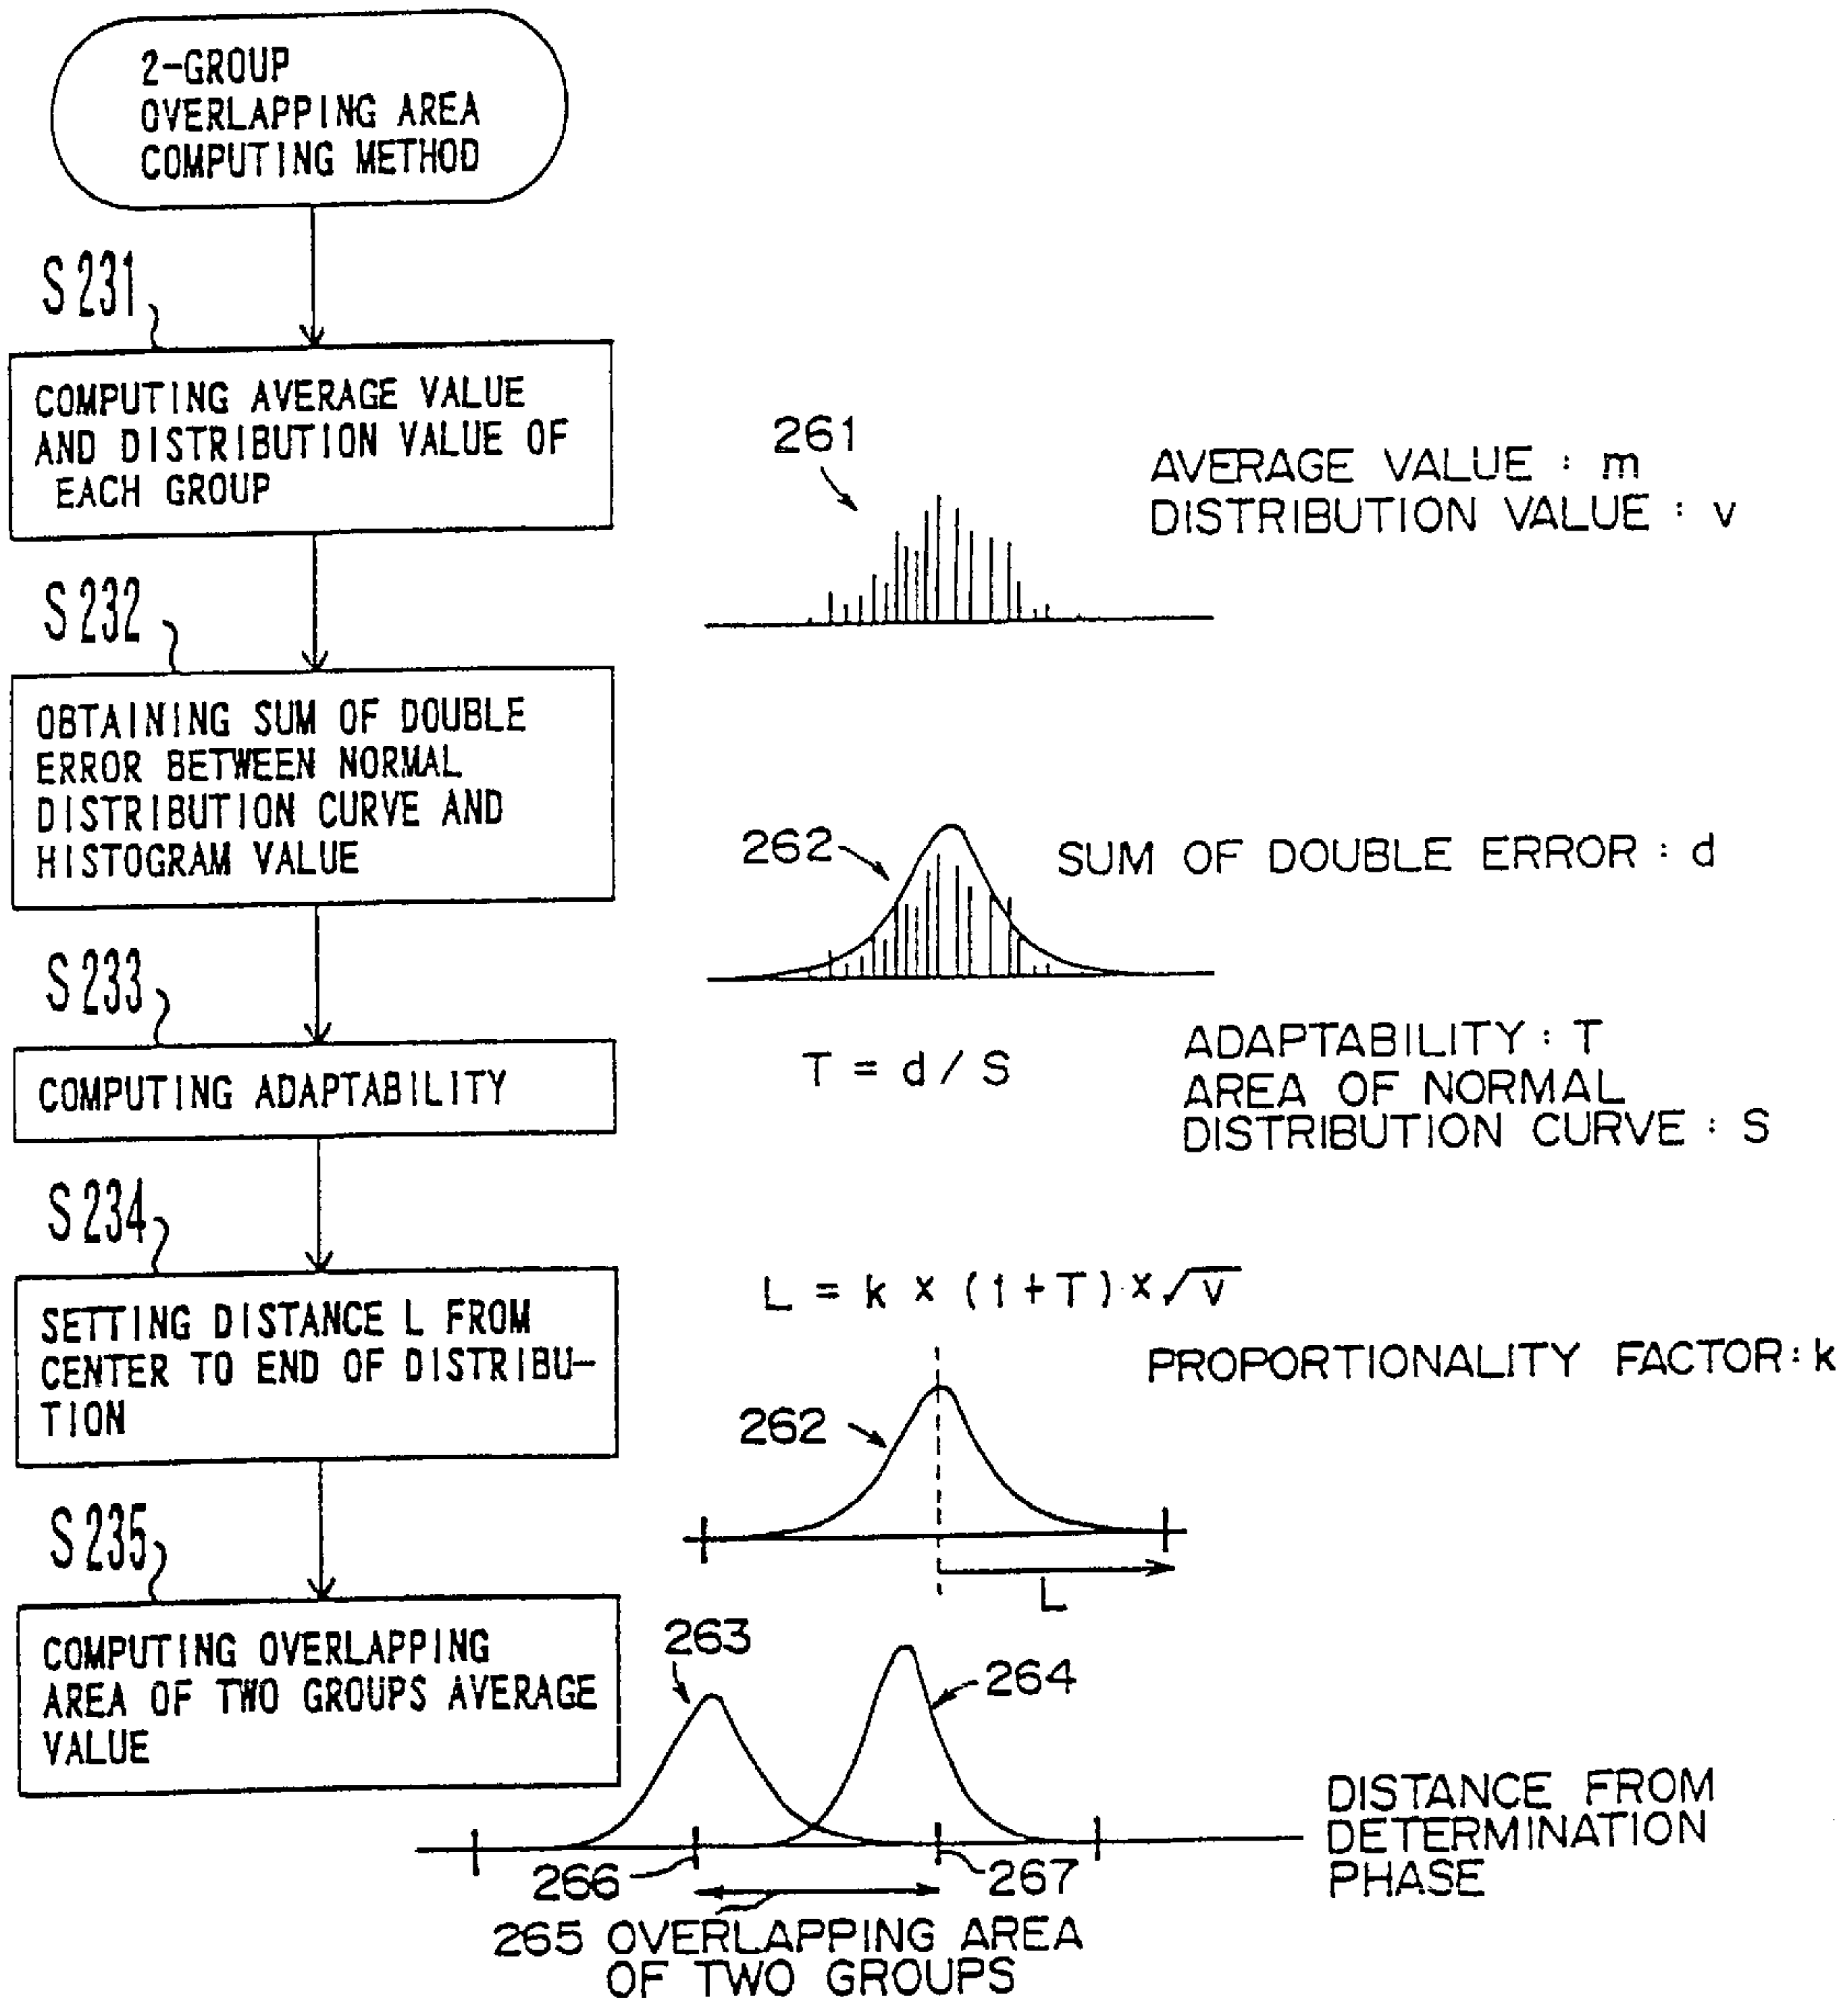 2-GROUP
OVERLAPPING AREA
COMPUTING METHOD
S231
COMPUTING AVERAGE VALUE
AND DISTRIBUTION VALUE OF
EACH GROUP
261
AVERAGE VALUE : m
DISTRIBUTION VALUE : v
S232
OBTAINING SUM OF DOUBLE
ERROR BETWEEN NORMAL
DISTRIBUTION CURVE AND
HISTOGRAM VALUE
262
SUM OF DOUBLE ERROR : d
S233
COMPUTING ADAPTABILITY
T = d / S
ADAPTABILITY : T
AREA OF NORMAL
DISTRIBUTION CURVE : S
S234
SETTING DISTANCE L FROM
CENTER TO END OF DISTRIBU-
TION
L = k × (1+T) × √v
PROPORTIONALITY FACTOR : k
262
L
S235
COMPUTING OVERLAPPING
AREA OF TWO GROUPS AVERAGE
VALUE
263
264
266
267
DISTANCE FROM
DETERMINATION
PHASE
265 OVERLAPPING AREA
OF TWO GROUPS